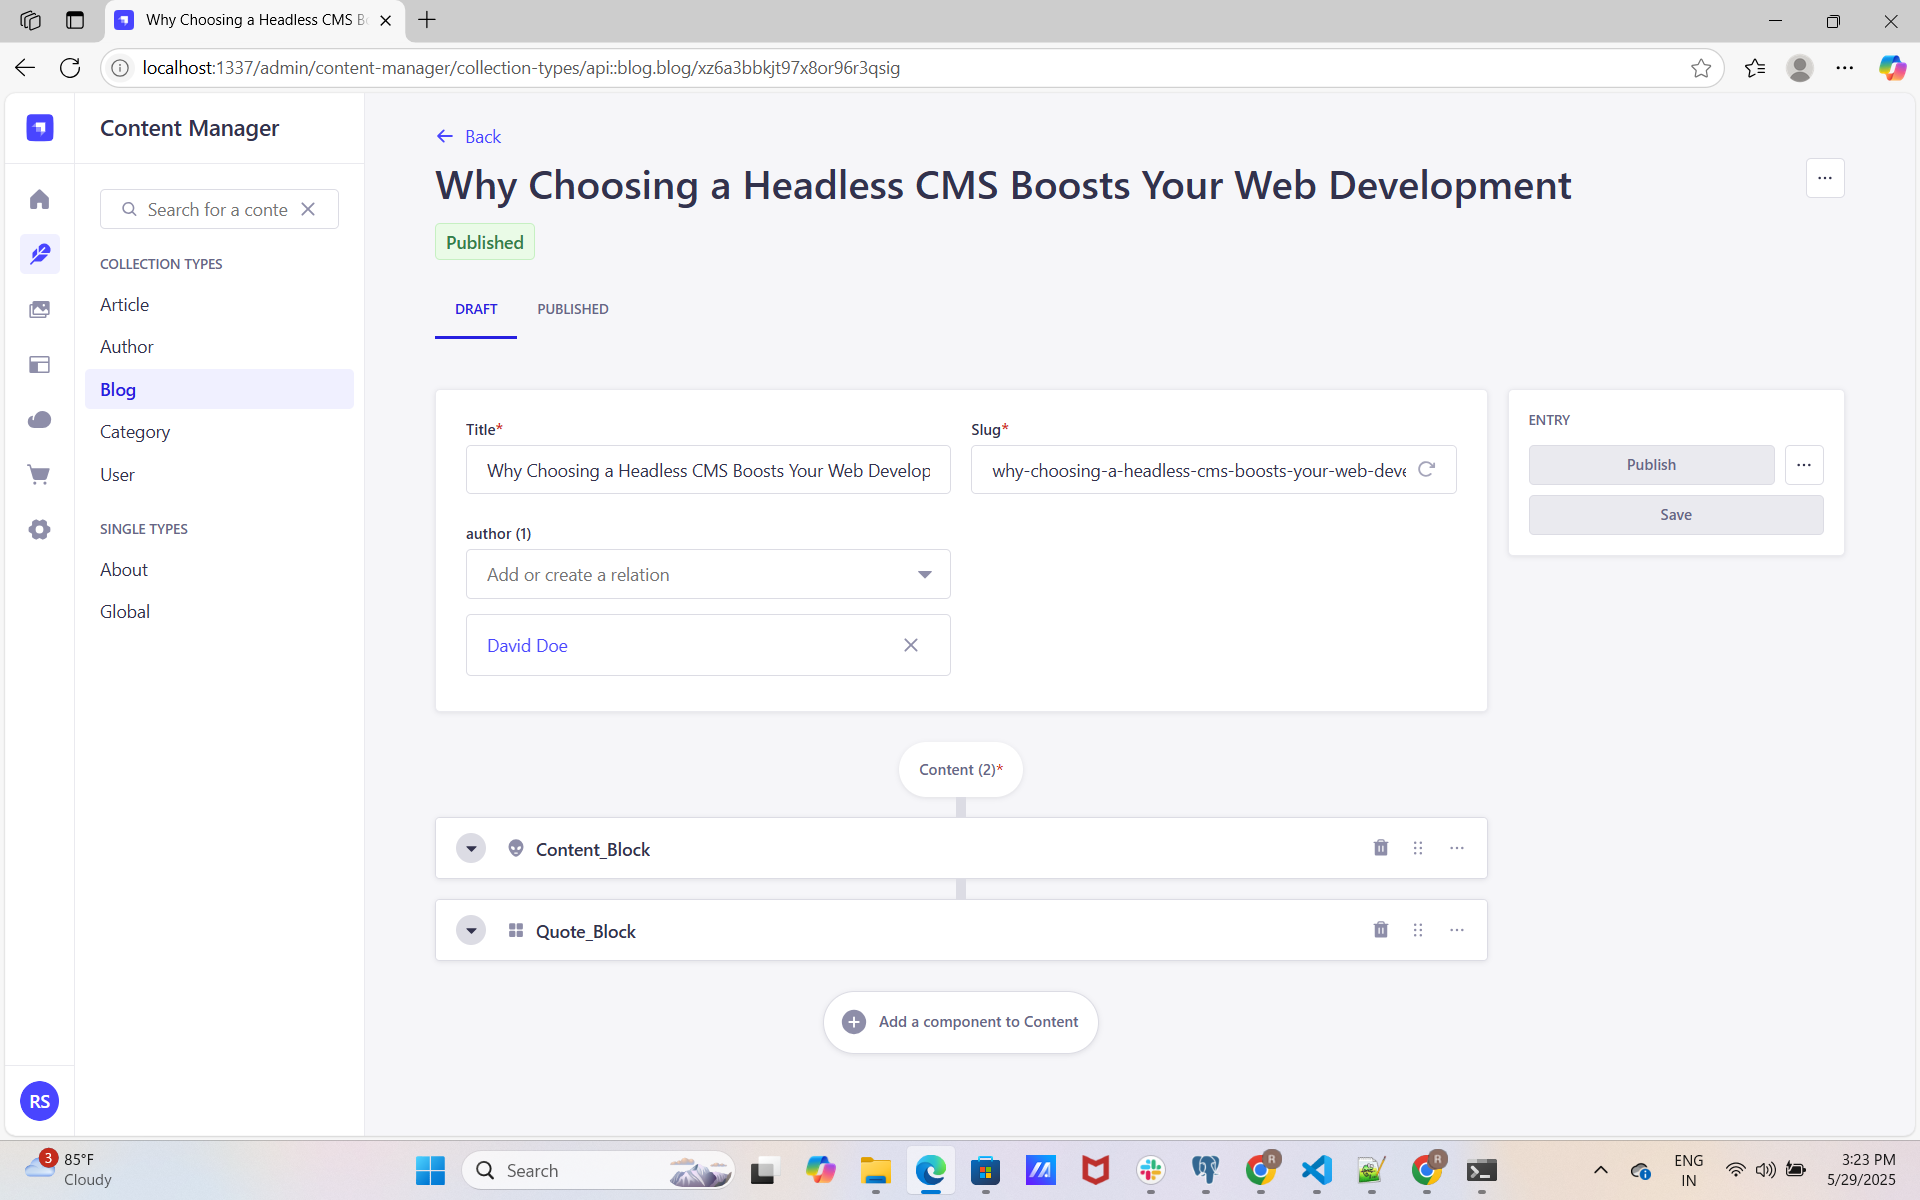 Why Choosing a Headless CMS B
localhost:1337/admin/content-manager/collection-types/api::blog.blog/xz6a3bbkjt97x8or96r3qsig
Content Manager
Search for a conte
COLLECTION TYPES
Article
Author
Blog
Category
User
SINGLE TYPES
About
Global
RS
Back
Why Choosing a Headless CMS Boosts Your Web Development
Published
DRAFT
PUBLISHED
Title*
Why Choosing a Headless CMS Boosts Your Web Develop
Slug*
why-choosing-a-headless-cms-boosts-your-web-deve
author (1)
Add or create a relation
David Doe
ENTRY
Publish
Save
Content (2)*
Content_Block
Quote_Block
Add a component to Content
3
85°F
Cloudy
Search
R
R
ENG
IN
3:23 PM
5/29/2025